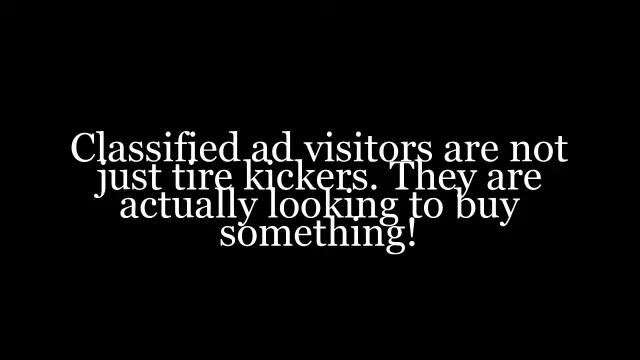 Classified ad visitors are not
just tire kickers. They are
actually looking to buy
something!